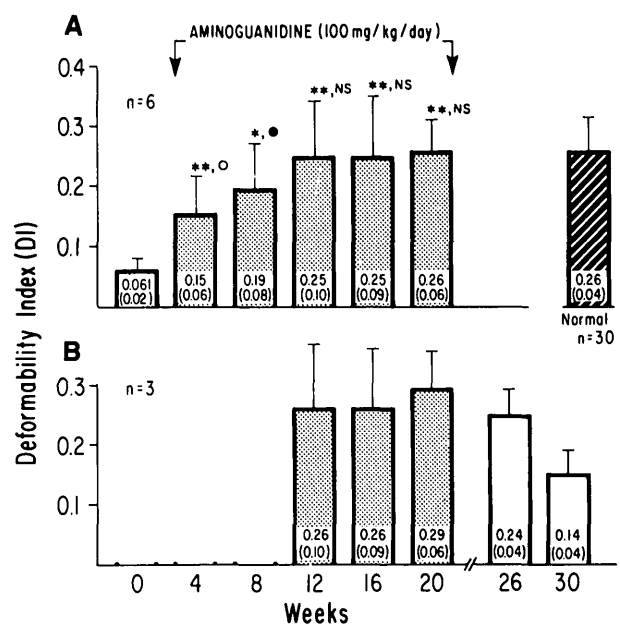 A
AMINOGUANIDINE (100 mg/kg/day)
0.4
n=6
**, NS
**, NS
**, NS
0.3
*, ●
**, ○
0.2
0.1
0.061
(0.02)
0.15
(0.06)
0.19
(0.08)
0.25
(0.10)
0.25
(0.09)
0.26
(0.06)
0.26
(0.04)
Normal
n=30
Deformability Index (DI)
B
n=3
0.3
0.2
0.1
0.26
(0.10)
0.26
(0.09)
0.29
(0.06)
0.24
(0.04)
0.14
(0.04)
0 4 8 12 16 20 26 30
Weeks